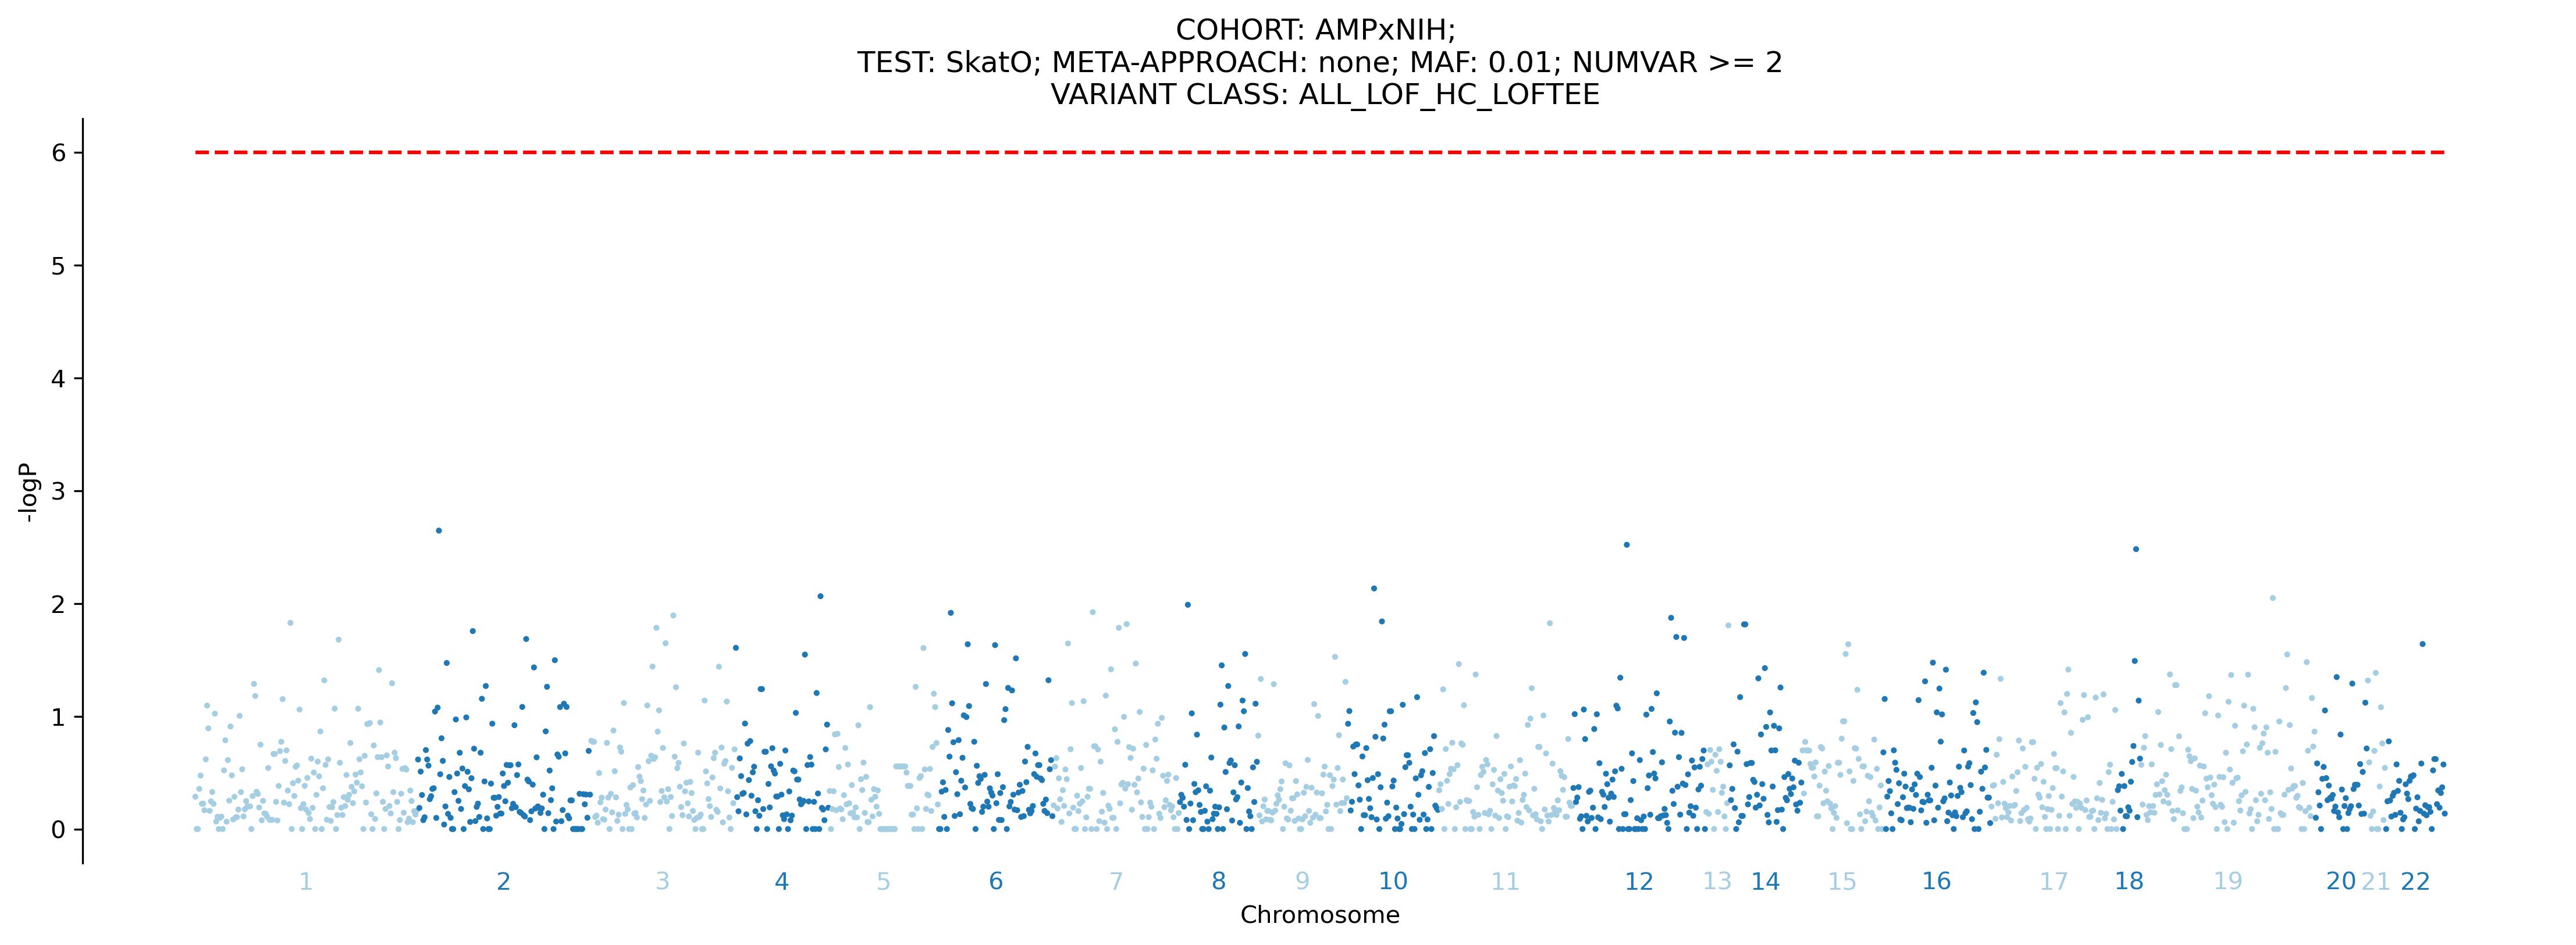 COHORT: AMPxNIH;
TEST: SkatO; META-APPROACH: none; MAF: 0.01; NUMVAR >= 2
VARIANT CLASS: ALL_LOF_HC_LOFTEE
6
5
4
3
2
1
0
-logP
1 2 3 4 5 6 7 8 9 10 11 12 13 14 15 16 17 18 19 20 21 22
Chromosome